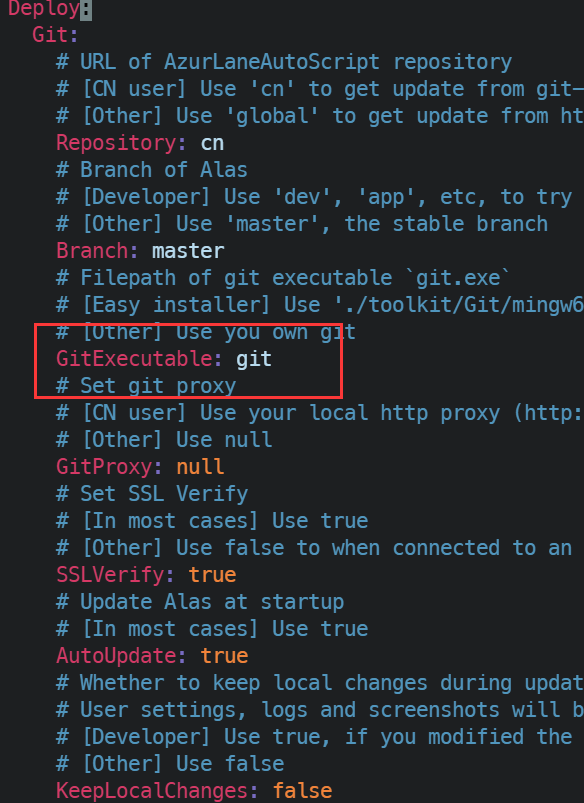 Deploy:
Git:
# URL of AzurLaneAutoScript repository
# [CN user] Use 'cn' to get update from git-
# [Other] Use 'global' to get update from ht
Repository: cn
# Branch of Alas
# [Developer] Use 'dev', 'app', etc, to try
# [Other] Use 'master', the stable branch
Branch: master
# Filepath of git executable `git.exe`
# [Easy installer] Use './toolkit/Git/mingw6
# [Other] Use you own git
GitExecutable: git
# Set git proxy
# [CN user] Use your local http proxy (http:
# [Other] Use null
GitProxy: null
# Set SSL Verify
# [In most cases] Use true
# [Other] Use false to when connected to an
SSLVerify: true
# Update Alas at startup
# [In most cases] Use true
AutoUpdate: true
# Whether to keep local changes during updat
# User settings, logs and screenshots will b
# [Developer] Use true, if you modified the
# [Other] Use false
KeepLocalChanges: false